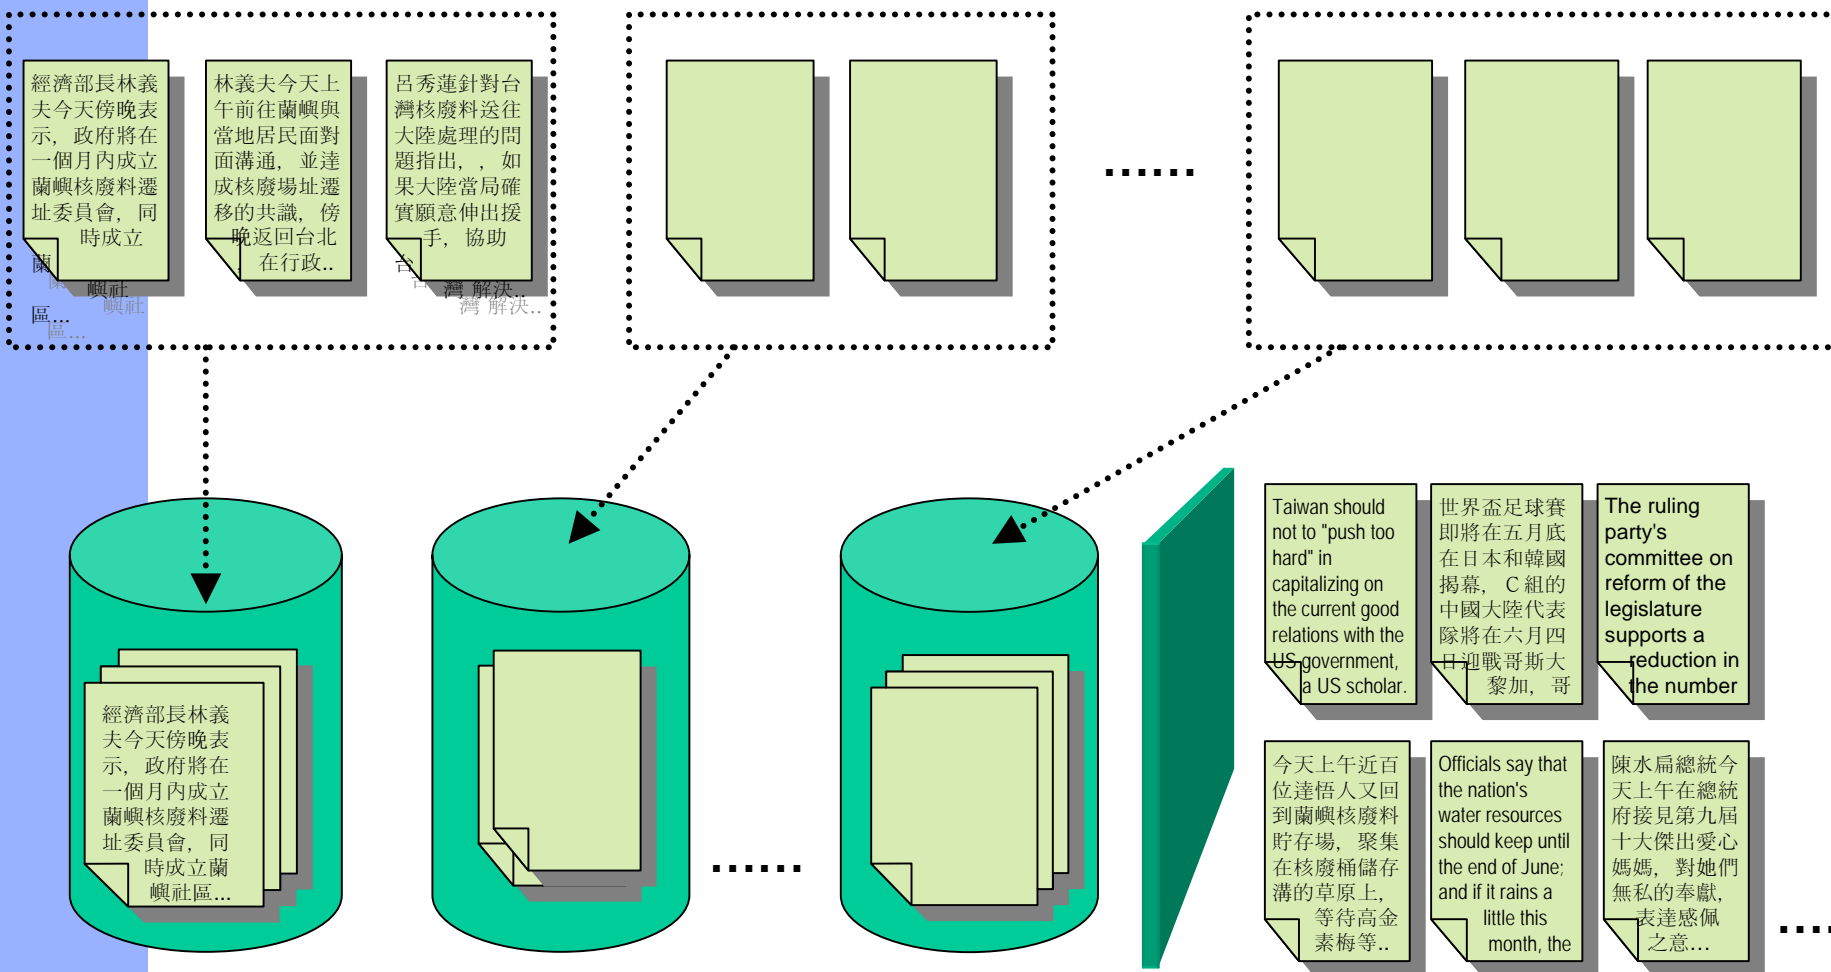 經濟部長林義
夫今天傍晚表
示，政府將在
一個月內成立
蘭嶼核廢料遷
址委員會，同
時成立
蘭
嶼社
區...
林義夫今天上
午前往蘭嶼與
當地居民面對
面溝通，並達
成核廢場址遷
移的共識，傍
晚返回台北
，在行政..
呂秀蓮針對台
灣核廢料送往
大陸處理的問
題指出，，如
果大陸當局確
實願意伸出援
手，協助
台
灣 解決..
......
經濟部長林義
夫今天傍晚表
示，政府將在
一個月內成立
蘭嶼核廢料遷
址委員會，同
時成立蘭
嶼社區...
......
Taiwan should
not to "push too
hard" in
capitalizing on
the current good
relations with the
US government,
a US scholar.
世界盃足球賽
即將在五月底
在日本和韓國
揭幕，C組的
中國大陸代表
隊將在六月四
日迎戰哥斯大
黎加，哥
The ruling
party's
committee on
reform of the
legislature
supports a
reduction in
the number
今天上午近百
位達悟人又回
到蘭嶼核廢料
貯存場，聚集
在核廢桶儲存
溝的草原上，
等待高金
素梅等..
Officials say that
the nation's
water resources
should keep until
the end of June;
and if it rains a
little this
month, the
陳水扁總統今
天上午在總統
府接見第九屆
十大傑出愛心
媽媽，對她們
無私的奉獻，
表達感佩
之意...
....